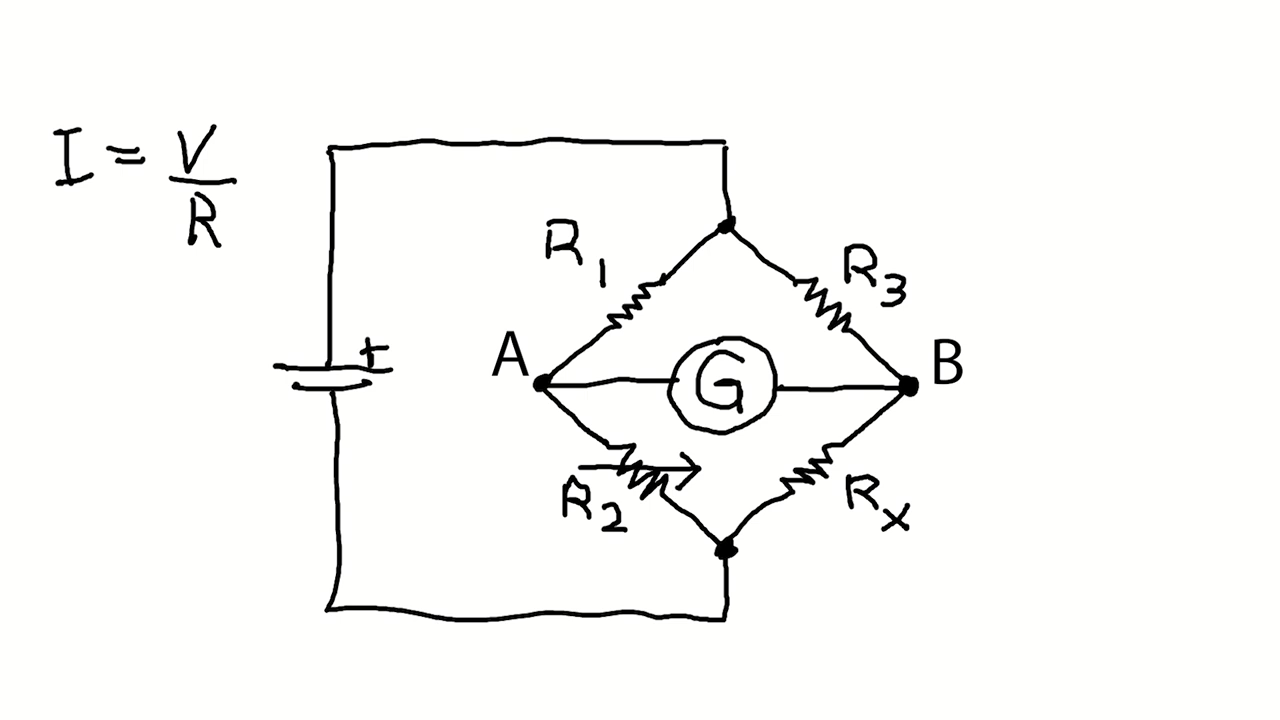 I = V/R
+
R1
R3
A
G
B
R2
Rx